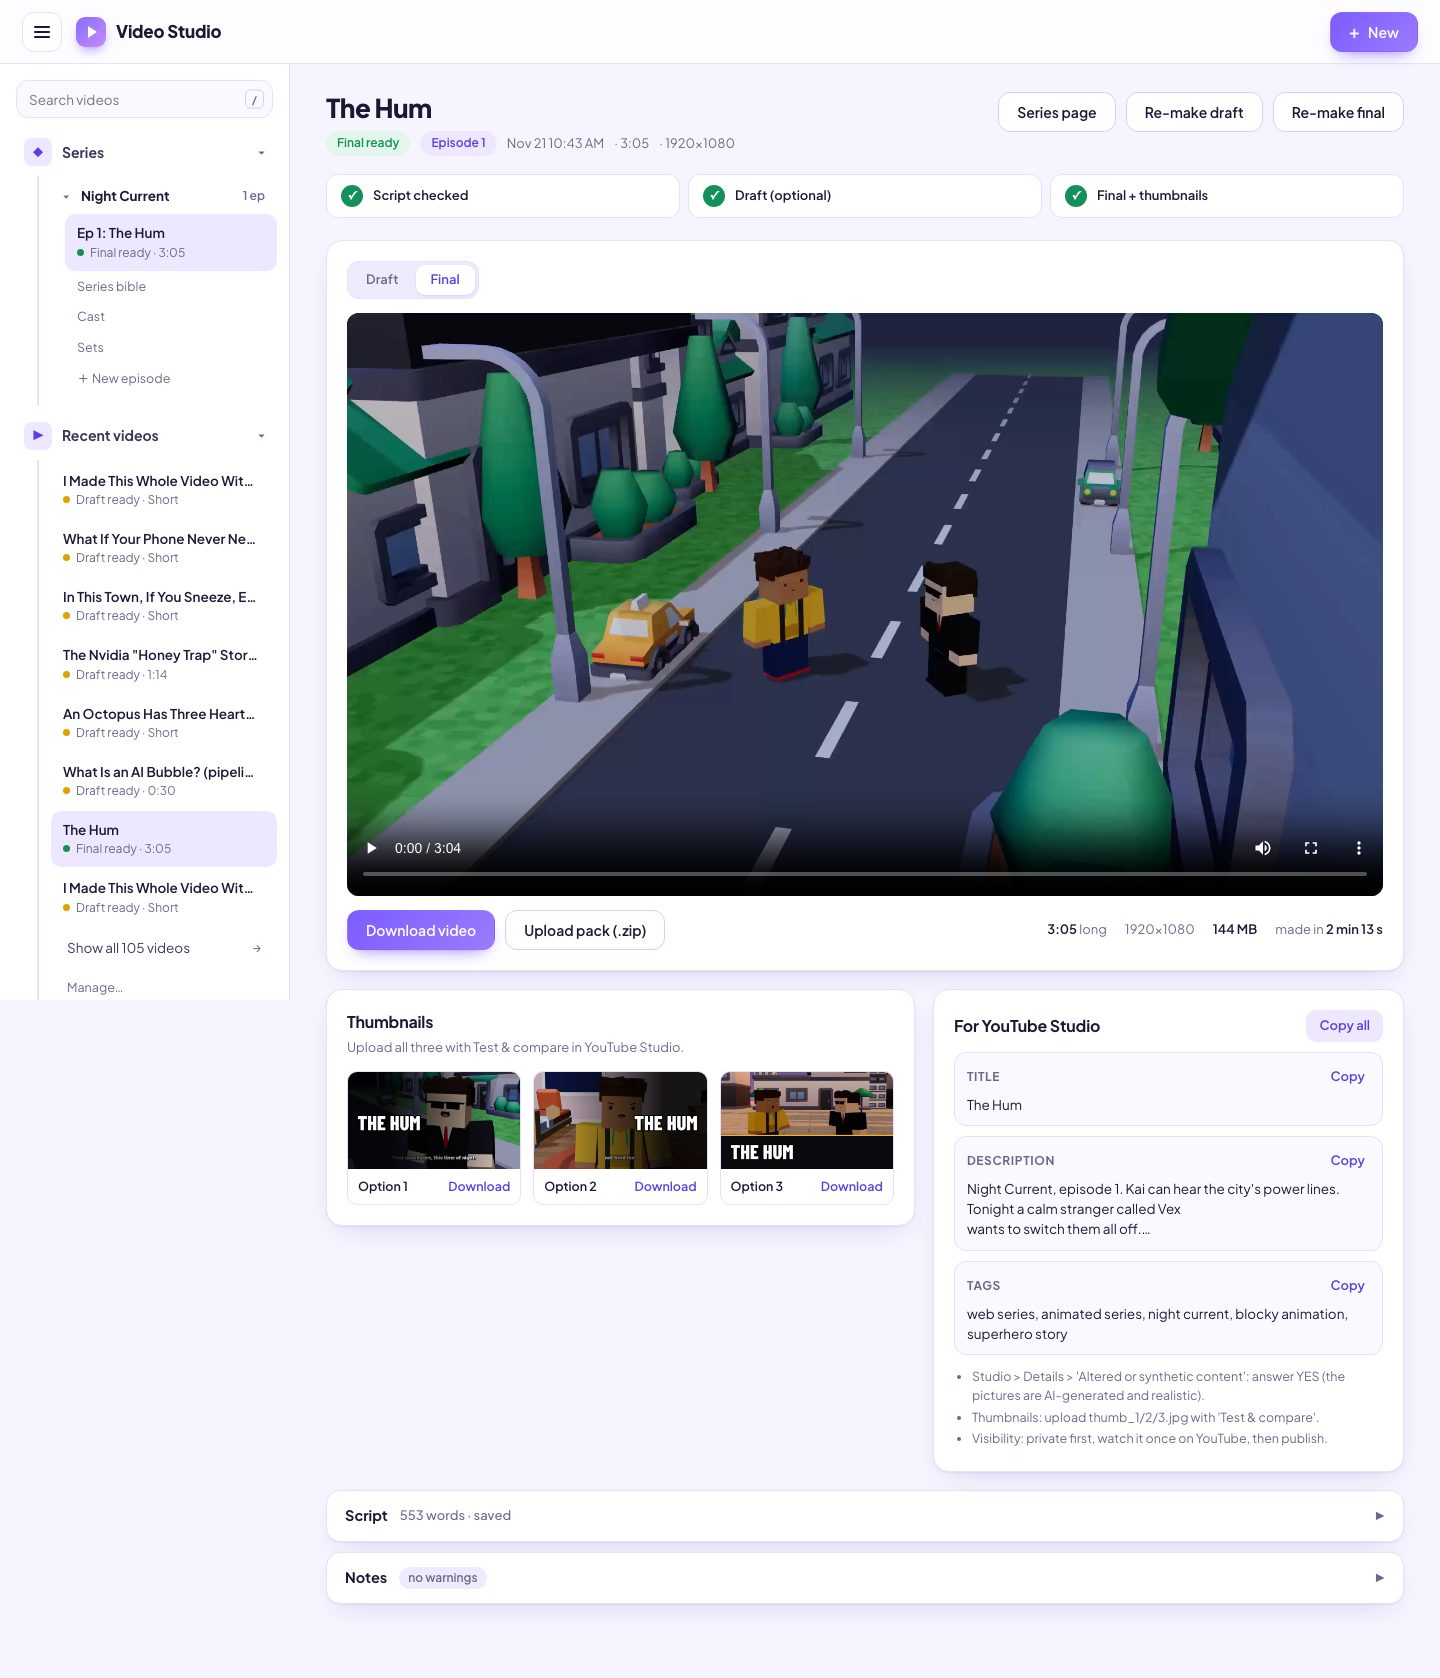 Video Studio
+ New
Search videos
/
Series
Night Current
1 ep
Ep 1: The Hum
Final ready · 3:05
Series bible
Cast
Sets
+ New episode
Recent videos
I Made This Whole Video Wit…
Draft ready · Short
What If Your Phone Never Ne…
Draft ready · Short
In This Town, If You Sneeze, E…
Draft ready · Short
The Nvidia "Honey Trap" Stor…
Draft ready · 1:14
An Octopus Has Three Heart…
Draft ready · Short
What Is an AI Bubble? (pipeli…
Draft ready · 0:30
The Hum
Final ready · 3:05
I Made This Whole Video Wit…
Draft ready · Short
Show all 105 videos →
Manage…
The Hum
Final ready
Episode 1
Nov 21 10:43 AM · 3:05 · 1920×1080
Series page
Re-make draft
Re-make final
Script checked
Draft (optional)
Final + thumbnails
Draft
Final
0:00 / 3:04
Download video
Upload pack (.zip)
3:05 long
1920×1080
144 MB
made in 2 min 13 s
Thumbnails
Upload all three with Test & compare in YouTube Studio.
THE HUM
THE HUM
THE HUM
Option 1
Download
Option 2
Download
Option 3
Download
For YouTube Studio
Copy all
TITLE
Copy
The Hum
DESCRIPTION
Copy
Night Current, episode 1. Kai can hear the city's power lines.
Tonight a calm stranger called Vex
wants to switch them all off.…
TAGS
Copy
web series, animated series, night current, blocky animation,
superhero story
• Studio > Details > 'Altered or synthetic content': answer YES (the
pictures are AI-generated and realistic).
• Thumbnails: upload thumb_1/2/3.jpg with 'Test & compare'.
• Visibility: private first, watch it once on YouTube, then publish.
Script
553 words · saved
Notes
no warnings